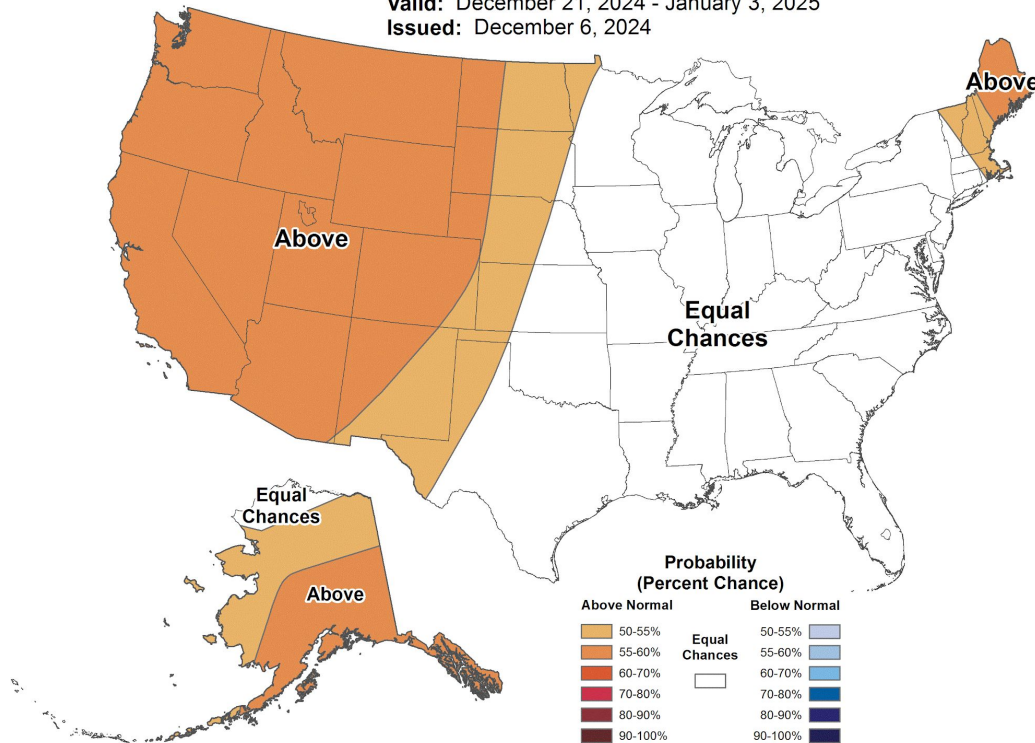 Valid: December 21, 2024 - January 3, 2025
Issued: December 6, 2024
Above
Above
Equal
Chances
Equal
Chances
Above
Probability
(Percent Chance)
Above Normal
Below Normal
50-55%
55-60%
60-70%
70-80%
80-90%
90-100%
Equal
Chances
50-55%
55-60%
60-70%
70-80%
80-90%
90-100%